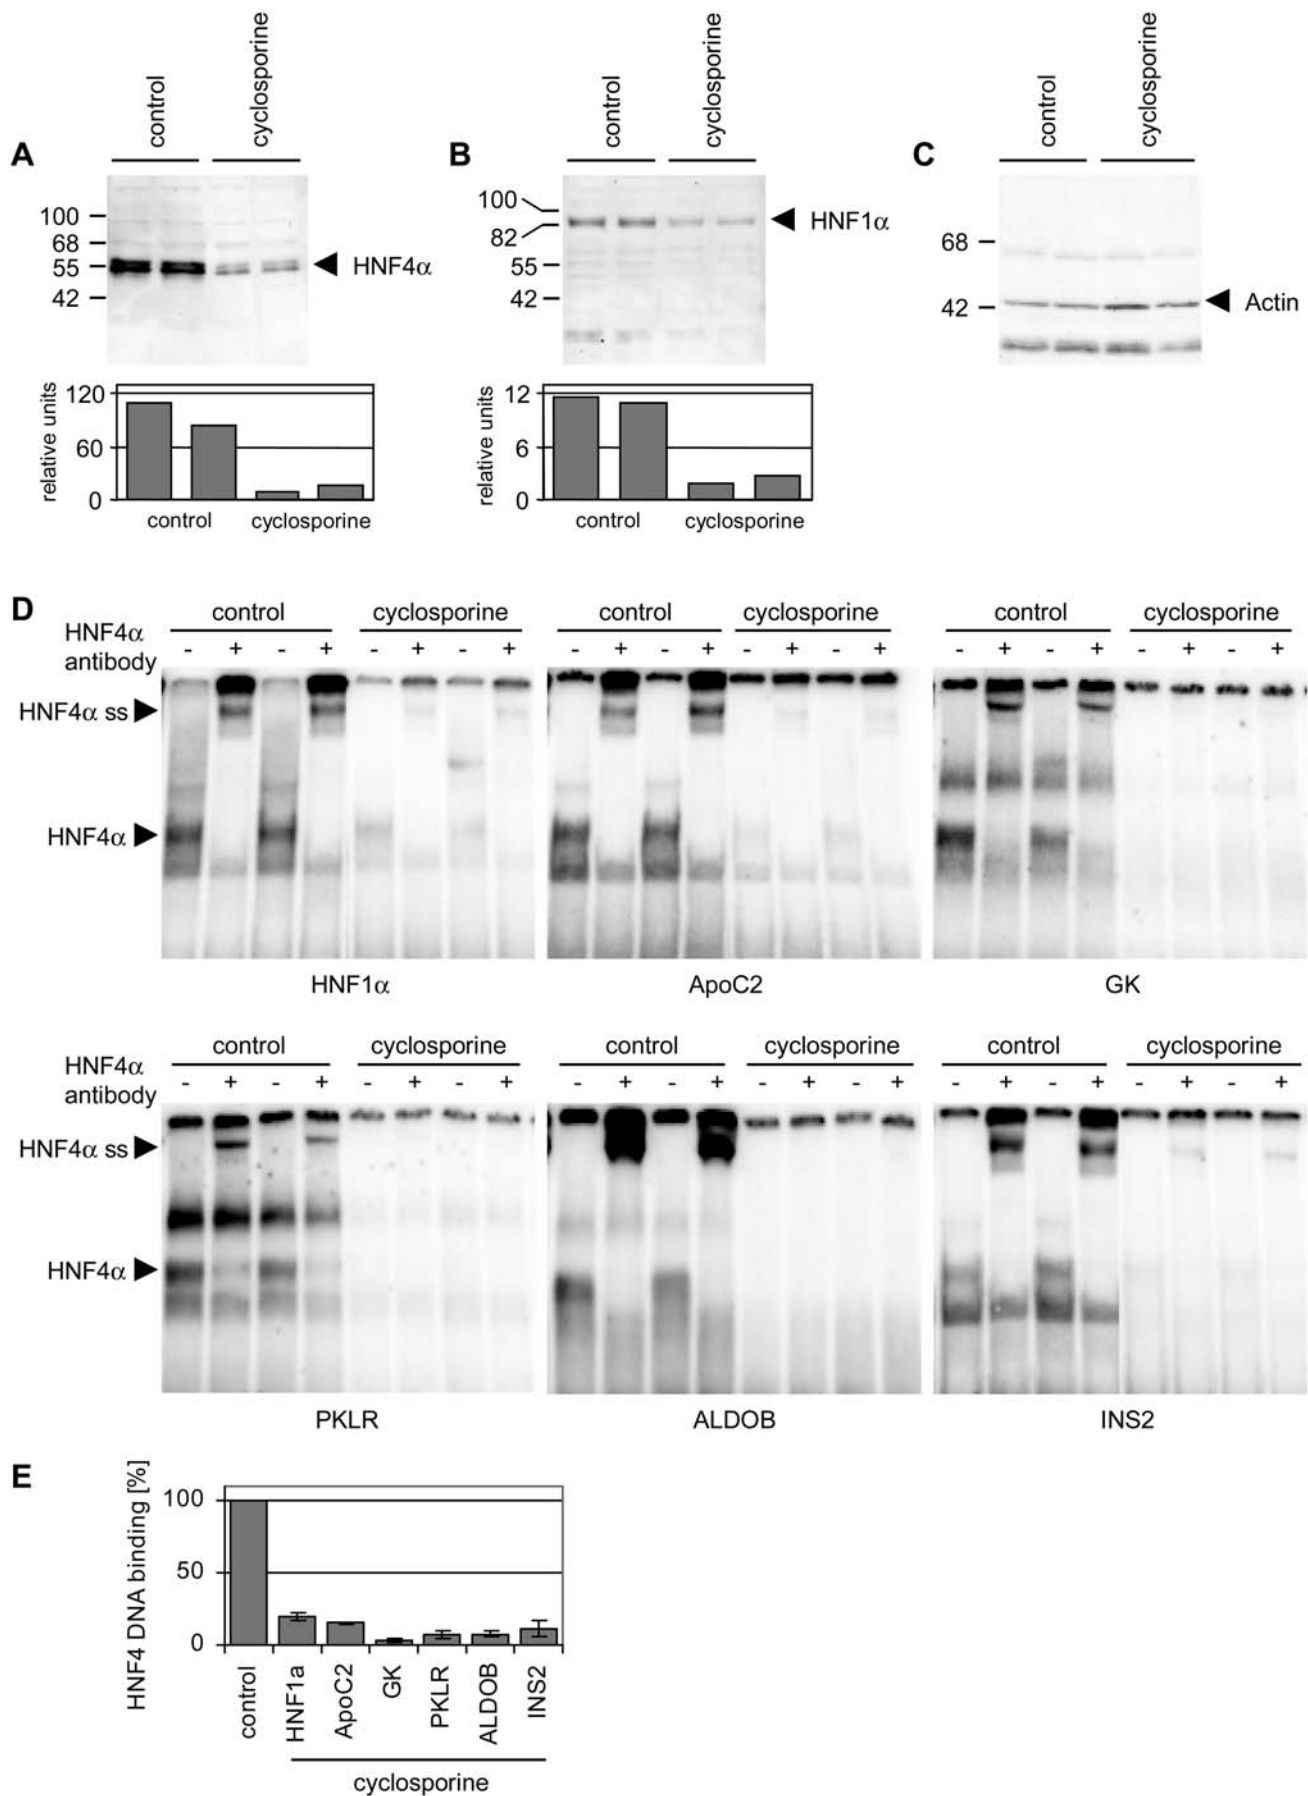 control
cyclosporine
A
100
68
55
42
HNF4α
120
60
0
relative units
control
cyclosporine
control
cyclosporine
B
100
82
55
42
HNF1α
12
6
0
relative units
control
cyclosporine
control
cyclosporine
C
68
42
Actin
D
control cyclosporine control cyclosporine control cyclosporine
HNF4α
antibody
- + - + - + - + - + - + - + - + - + - + - + - +
HNF4α ss
HNF4α
HNF1α ApoC2 GK
control cyclosporine control cyclosporine control cyclosporine
HNF4α
antibody
- + - + - + - + - + - + - + - + - + - + - + - +
HNF4α ss
HNF4α
PKLR ALDOB INS2
E
HNF4 DNA binding [%]
100
50
0
control
HNF1a
ApoC2
GK
PKLR
ALDOB
INS2
cyclosporine